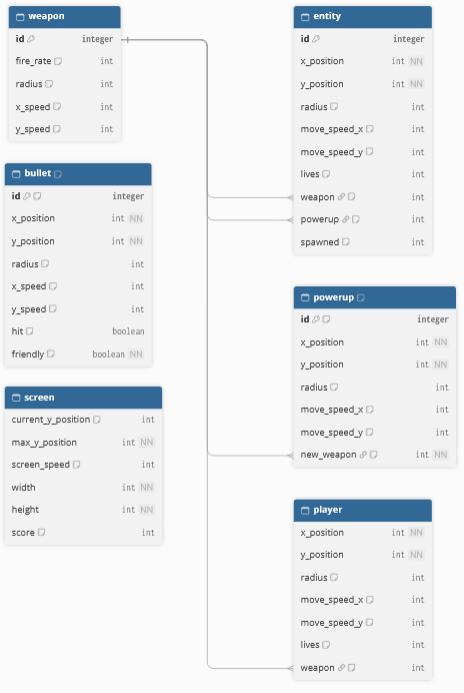 weapon
id integer
fire_rate int
radius int
x_speed int
y_speed int
bullet
id integer
x_position int NN
y_position int NN
radius int
x_speed int
y_speed int
hit boolean
friendly boolean NN
screen
current_y_position int
max_y_position int NN
screen_speed int
width int NN
height int NN
score int
entity
id integer
x_position int NN
y_position int NN
radius int
move_speed_x int
move_speed_y int
lives int
weapon int
powerup int
spawned int
powerup
id integer
x_position int NN
y_position int NN
radius int
move_speed_x int
move_speed_y int
new_weapon int NN
player
x_position int NN
y_position int NN
radius int
move_speed_x int
move_speed_y int
lives int
weapon int